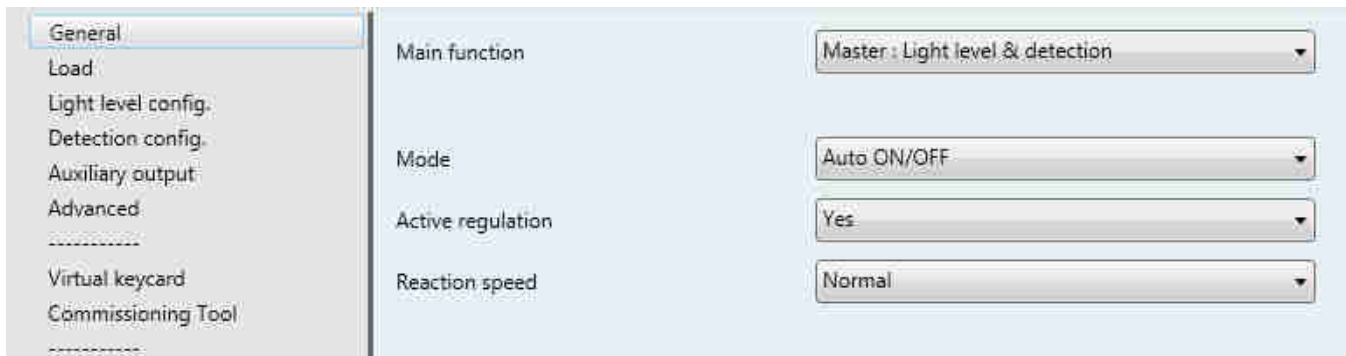 General
Load
Light level config.
Detection config.
Auxiliary output
Advanced
-----------
Virtual keycard
Commissioning Tool
-----------
Main function
Master : Light level & detection
Mode
Auto ON/OFF
Active regulation
Yes
Reaction speed
Normal